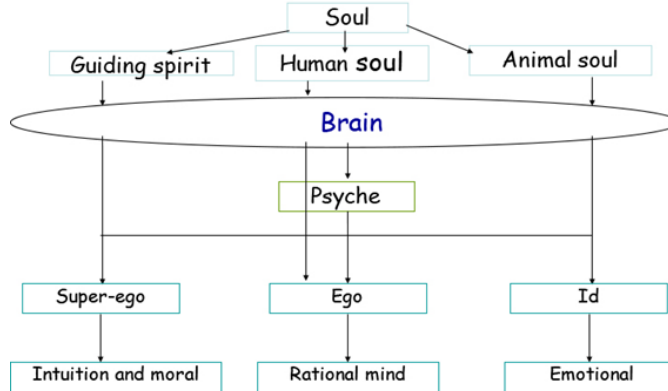 Soul
Guiding spirit
Human soul
Animal soul
Brain
Psyche
Super-ego
Ego
Id
Intuition and moral
Rational mind
Emotional